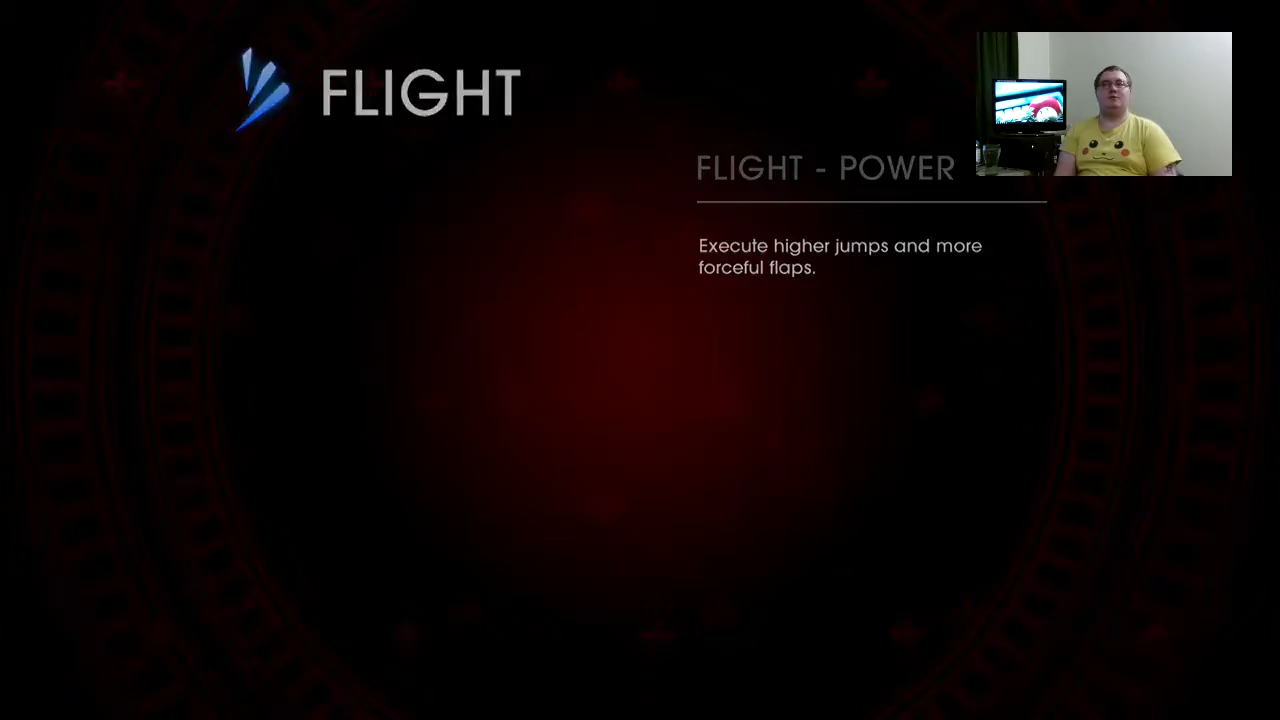 FLIGHT
FLIGHT - POWER
Execute higher jumps and more
forceful flaps.